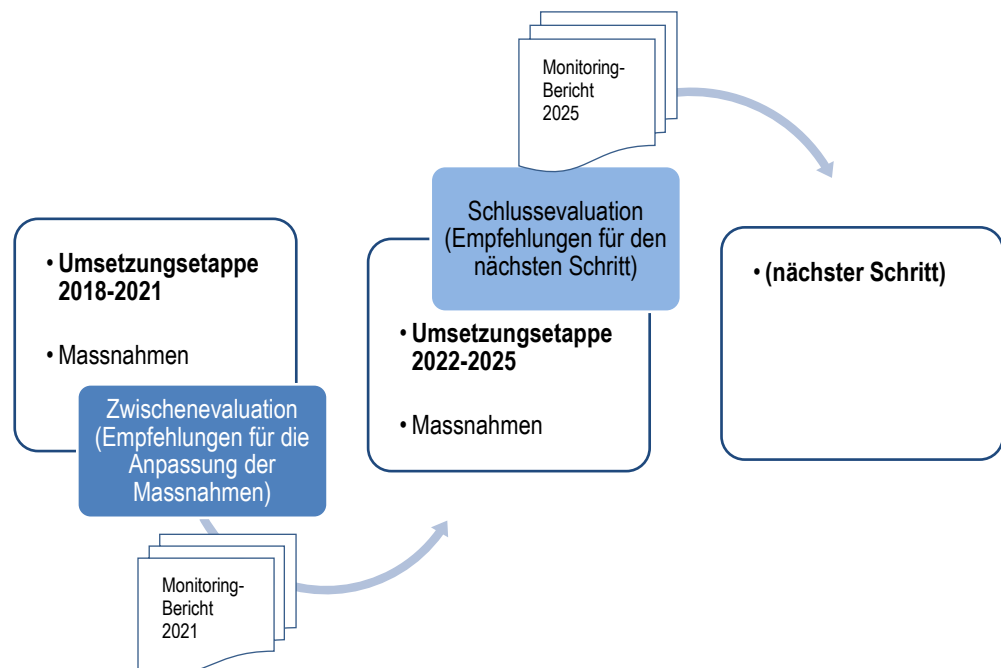 • Umsetzungsetappe
2018-2021
• Massnahmen
Zwischenevaluation
(Empfehlungen für die
Anpassung der
Massnahmen)
Monitoring-
Bericht
2021
Monitoring-
Bericht
2025
Schlussevaluation
(Empfehlungen für den
nächsten Schritt)
• Umsetzungsetappe
2022-2025
• Massnahmen
• (nächster Schritt)